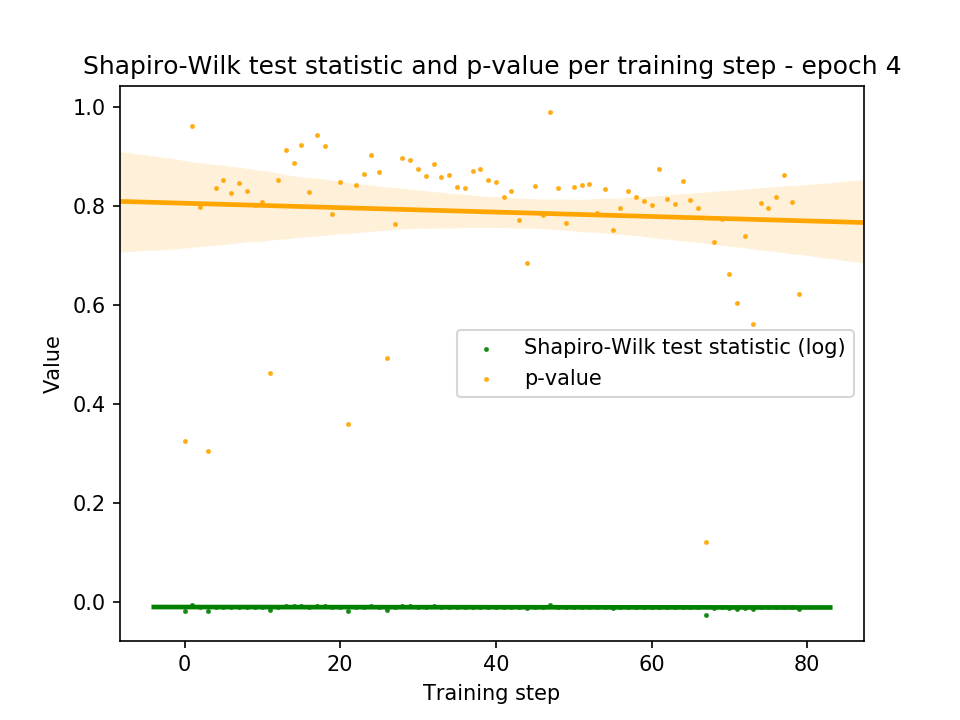 Shapiro-Wilk test statistic and p-value per training step - epoch 4
1.0
0.8
0.6
0.4
0.2
0.0
Value
Shapiro-Wilk test statistic (log)
p-value
0 20 40 60 80
Training step